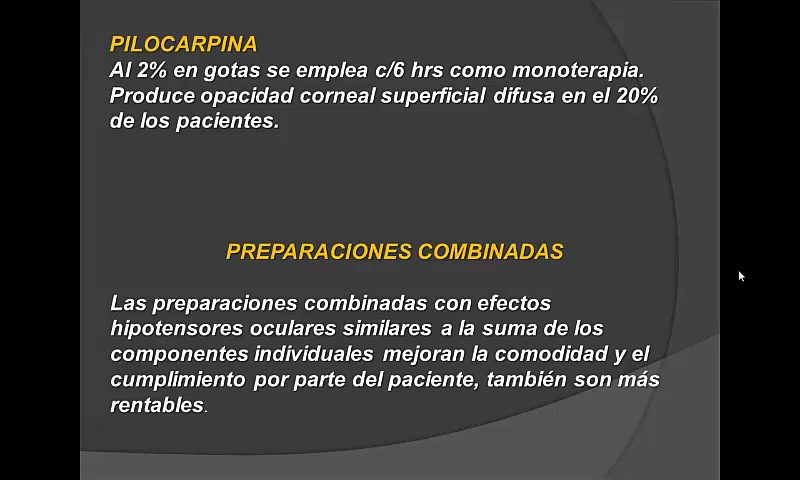 PILOCARPINA
Al 2% en gotas se emplea c/6 hrs como monoterapia.
Produce opacidad corneal superficial difusa en el 20%
de los pacientes.
PREPARACIONES COMBINADAS
Las preparaciones combinadas con efectos
hipotensores oculares similares a la suma de los
componentes individuales mejoran la comodidad y el
cumplimiento por parte del paciente, también son más
rentables.